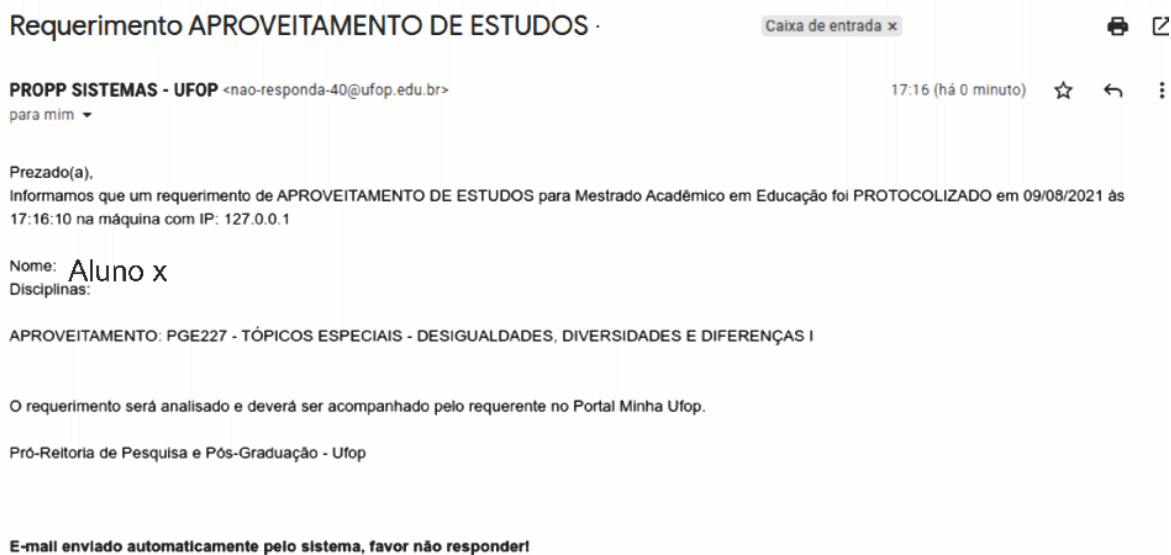 Requerimento APROVEITAMENTO DE ESTUDOS · Caixa de entrada ×
PROPP SISTEMAS - UFOP <nao-responda-40@ufop.edu.br> 17:16 (há 0 minuto)
para mim
Prezado(a),
Informamos que um requerimento de APROVEITAMENTO DE ESTUDOS para Mestrado Acadêmico em Educação foi PROTOCOLIZADO em 09/08/2021 às
17:16:10 na máquina com IP: 127.0.0.1
Nome: Aluno x
Disciplinas:
APROVEITAMENTO: PGE227 - TÓPICOS ESPECIAIS - DESIGUALDADES, DIVERSIDADES E DIFERENÇAS I
O requerimento será analisado e deverá ser acompanhado pelo requerente no Portal Minha Ufop.
Pró-Reitoria de Pesquisa e Pós-Graduação - Ufop
E-mail enviado automaticamente pelo sistema, favor não responder!